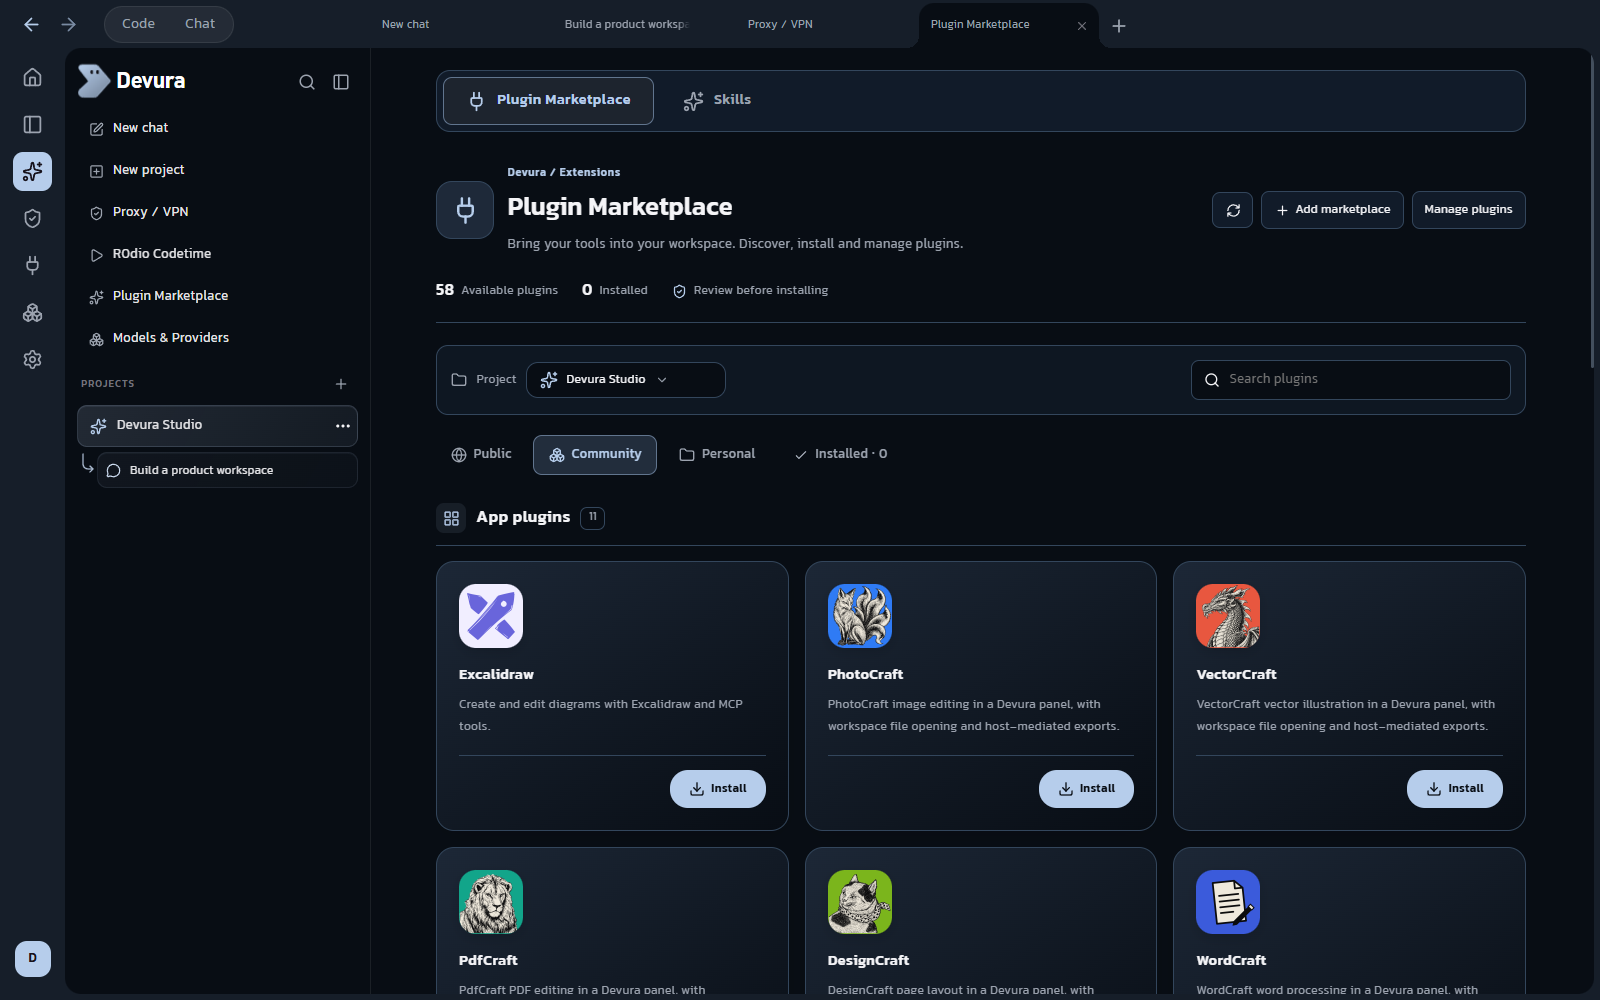 Code
Chat
New chat
Build a product workspa
Proxy / VPN
Plugin Marketplace
Devura
New chat
New project
Proxy / VPN
R0dio Codetime
Plugin Marketplace
Models & Providers
PROJECTS
Devura Studio
Build a product workspace
D
Plugin Marketplace
Skills
Devura / Extensions
Plugin Marketplace
Bring your tools into your workspace. Discover, install and manage plugins.
Add marketplace
Manage plugins
58 Available plugins
0 Installed
Review before installing
Project
Devura Studio
Search plugins
Public
Community
Personal
Installed · 0
App plugins
11
Excalidraw
Create and edit diagrams with Excalidraw and MCP
tools.
Install
PhotoCraft
PhotoCraft image editing in a Devura panel, with
workspace file opening and host-mediated exports.
Install
VectorCraft
VectorCraft vector illustration in a Devura panel, with
workspace file opening and host-mediated exports.
Install
PdfCraft
PdfCraft PDF editing in a Devura panel, with
DesignCraft
DesignCraft page layout in a Devura panel, with
WordCraft
WordCraft word processing in a Devura panel, with